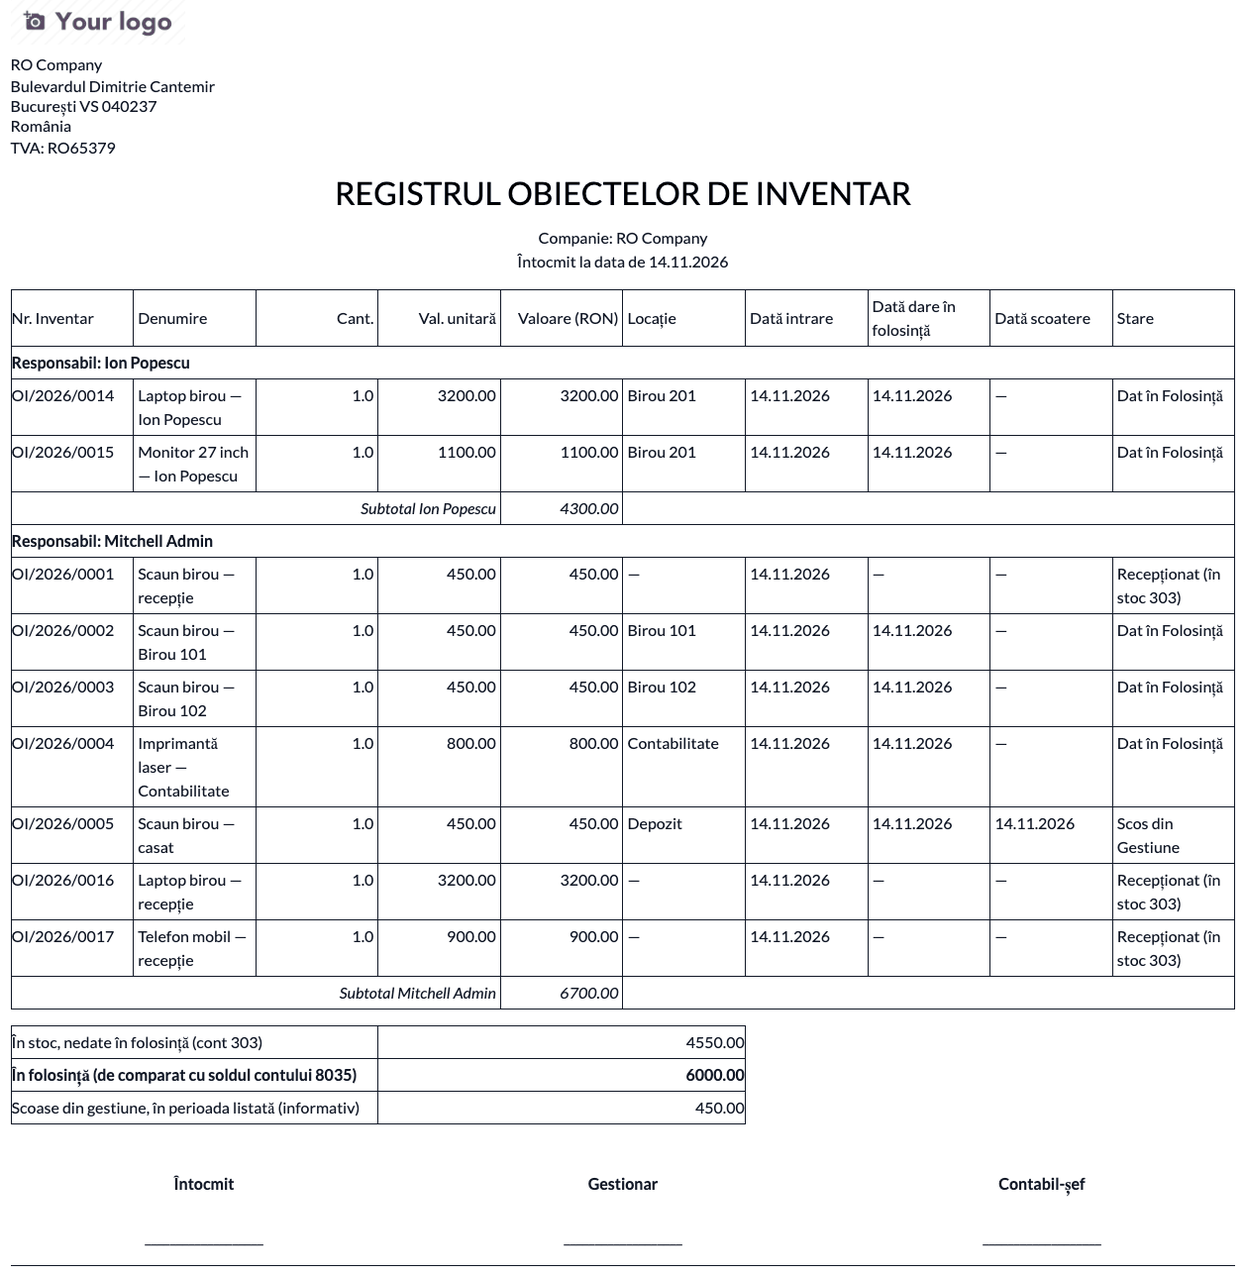 Your logo
RO Company
Bulevardul Dimitrie Cantemir
București VS 040237
România
TVA: RO65379
REGISTRUL OBIECTELOR DE INVENTAR
Companie: RO Company
Întocmit la data de 14.11.2026
Nr. Inventar Denumire Cant. Val. unitară Valoare (RON) Locație Dată intrare Dată dare în folosință Dată scoatere Stare
Responsabil: Ion Popescu
OI/2026/0014 Laptop birou — 1.0 3200.00 3200.00 Birou 201 14.11.2026 14.11.2026 — Dat în Folosință
Ion Popescu
OI/2026/0015 Monitor 27 inch 1.0 1100.00 1100.00 Birou 201 14.11.2026 14.11.2026 — Dat în Folosință
— Ion Popescu
Subtotal Ion Popescu 4300.00
Responsabil: Mitchell Admin
OI/2026/0001 Scaun birou — 1.0 450.00 450.00 — 14.11.2026 — — Recepționat (în
recepție stoc 303)
OI/2026/0002 Scaun birou — 1.0 450.00 450.00 Birou 101 14.11.2026 14.11.2026 — Dat în Folosință
Birou 101
OI/2026/0003 Scaun birou — 1.0 450.00 450.00 Birou 102 14.11.2026 14.11.2026 — Dat în Folosință
Birou 102
OI/2026/0004 Imprimantă 1.0 800.00 800.00 Contabilitate 14.11.2026 14.11.2026 — Dat în Folosință
laser —
Contabilitate
OI/2026/0005 Scaun birou — 1.0 450.00 450.00 Depozit 14.11.2026 14.11.2026 14.11.2026 Scos din
casat Gestiune
OI/2026/0016 Laptop birou — 1.0 3200.00 3200.00 — 14.11.2026 — — Recepționat (în
recepție stoc 303)
OI/2026/0017 Telefon mobil — 1.0 900.00 900.00 — 14.11.2026 — — Recepționat (în
recepție stoc 303)
Subtotal Mitchell Admin 6700.00
În stoc, nedate în folosință (cont 303) 4550.00
În folosință (de comparat cu soldul contului 8035) 6000.00
Scoase din gestiune, în perioada listată (informativ) 450.00
Întocmit Gestionar Contabil-șef